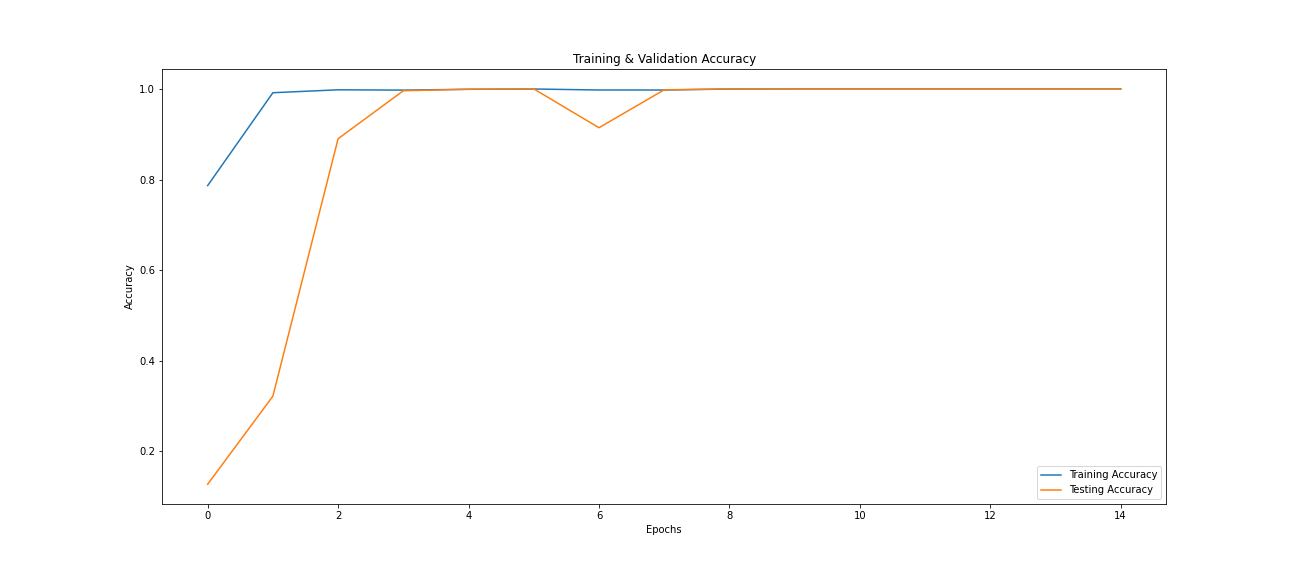 Training & Validation Accuracy
1.0
0.8
0.6
0.4
0.2
Accuracy
Training Accuracy
Testing Accuracy
0 2 4 6 8 10 12 14
Epochs